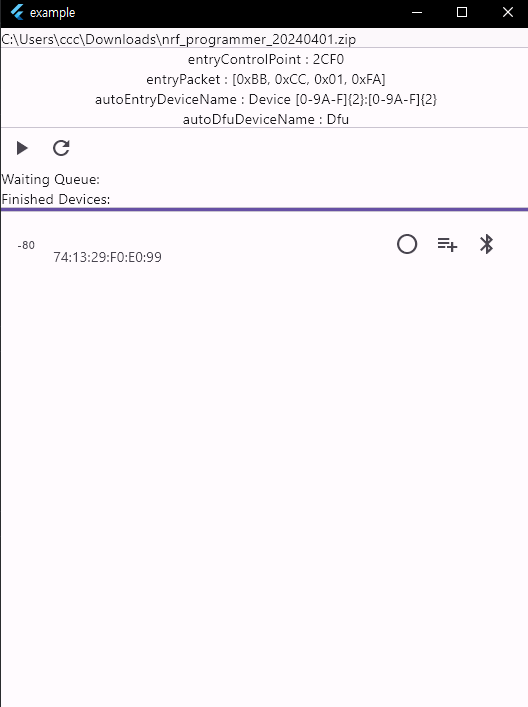 example
C:\Users\ccc\Downloads\nrf_programmer_20240401.zip
entryControlPoint : 2CF0
entryPacket : [0xBB, 0xCC, 0x01, 0xFA]
autoEntryDeviceName : Device [0-9A-F]{2}:[0-9A-F]{2}
autoDfuDeviceName : Dfu
Waiting Queue:
Finished Devices:
-80
74:13:29:F0:E0:99